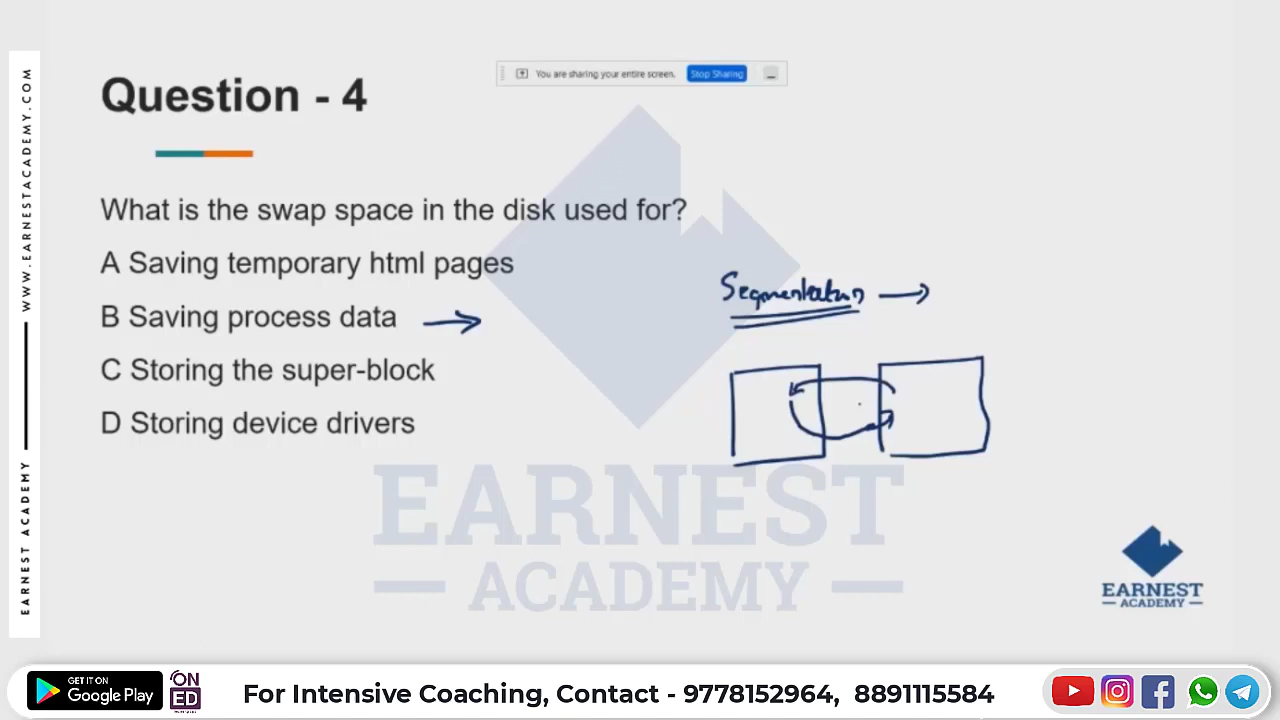 WWW.EARNESTACADEMY.COM
EARNEST ACADEMY
You are sharing your entire screen. Stop Sharing
Question - 4
What is the swap space in the disk used for?
A Saving temporary html pages
B Saving process data
C Storing the super-block
D Storing device drivers
Segmentation
EARNEST
ACADEMY
EARNEST
ACADEMY
GET IT ON
Google Play
ON
ED
For Intensive Coaching, Contact - 9778152964, 8891115584